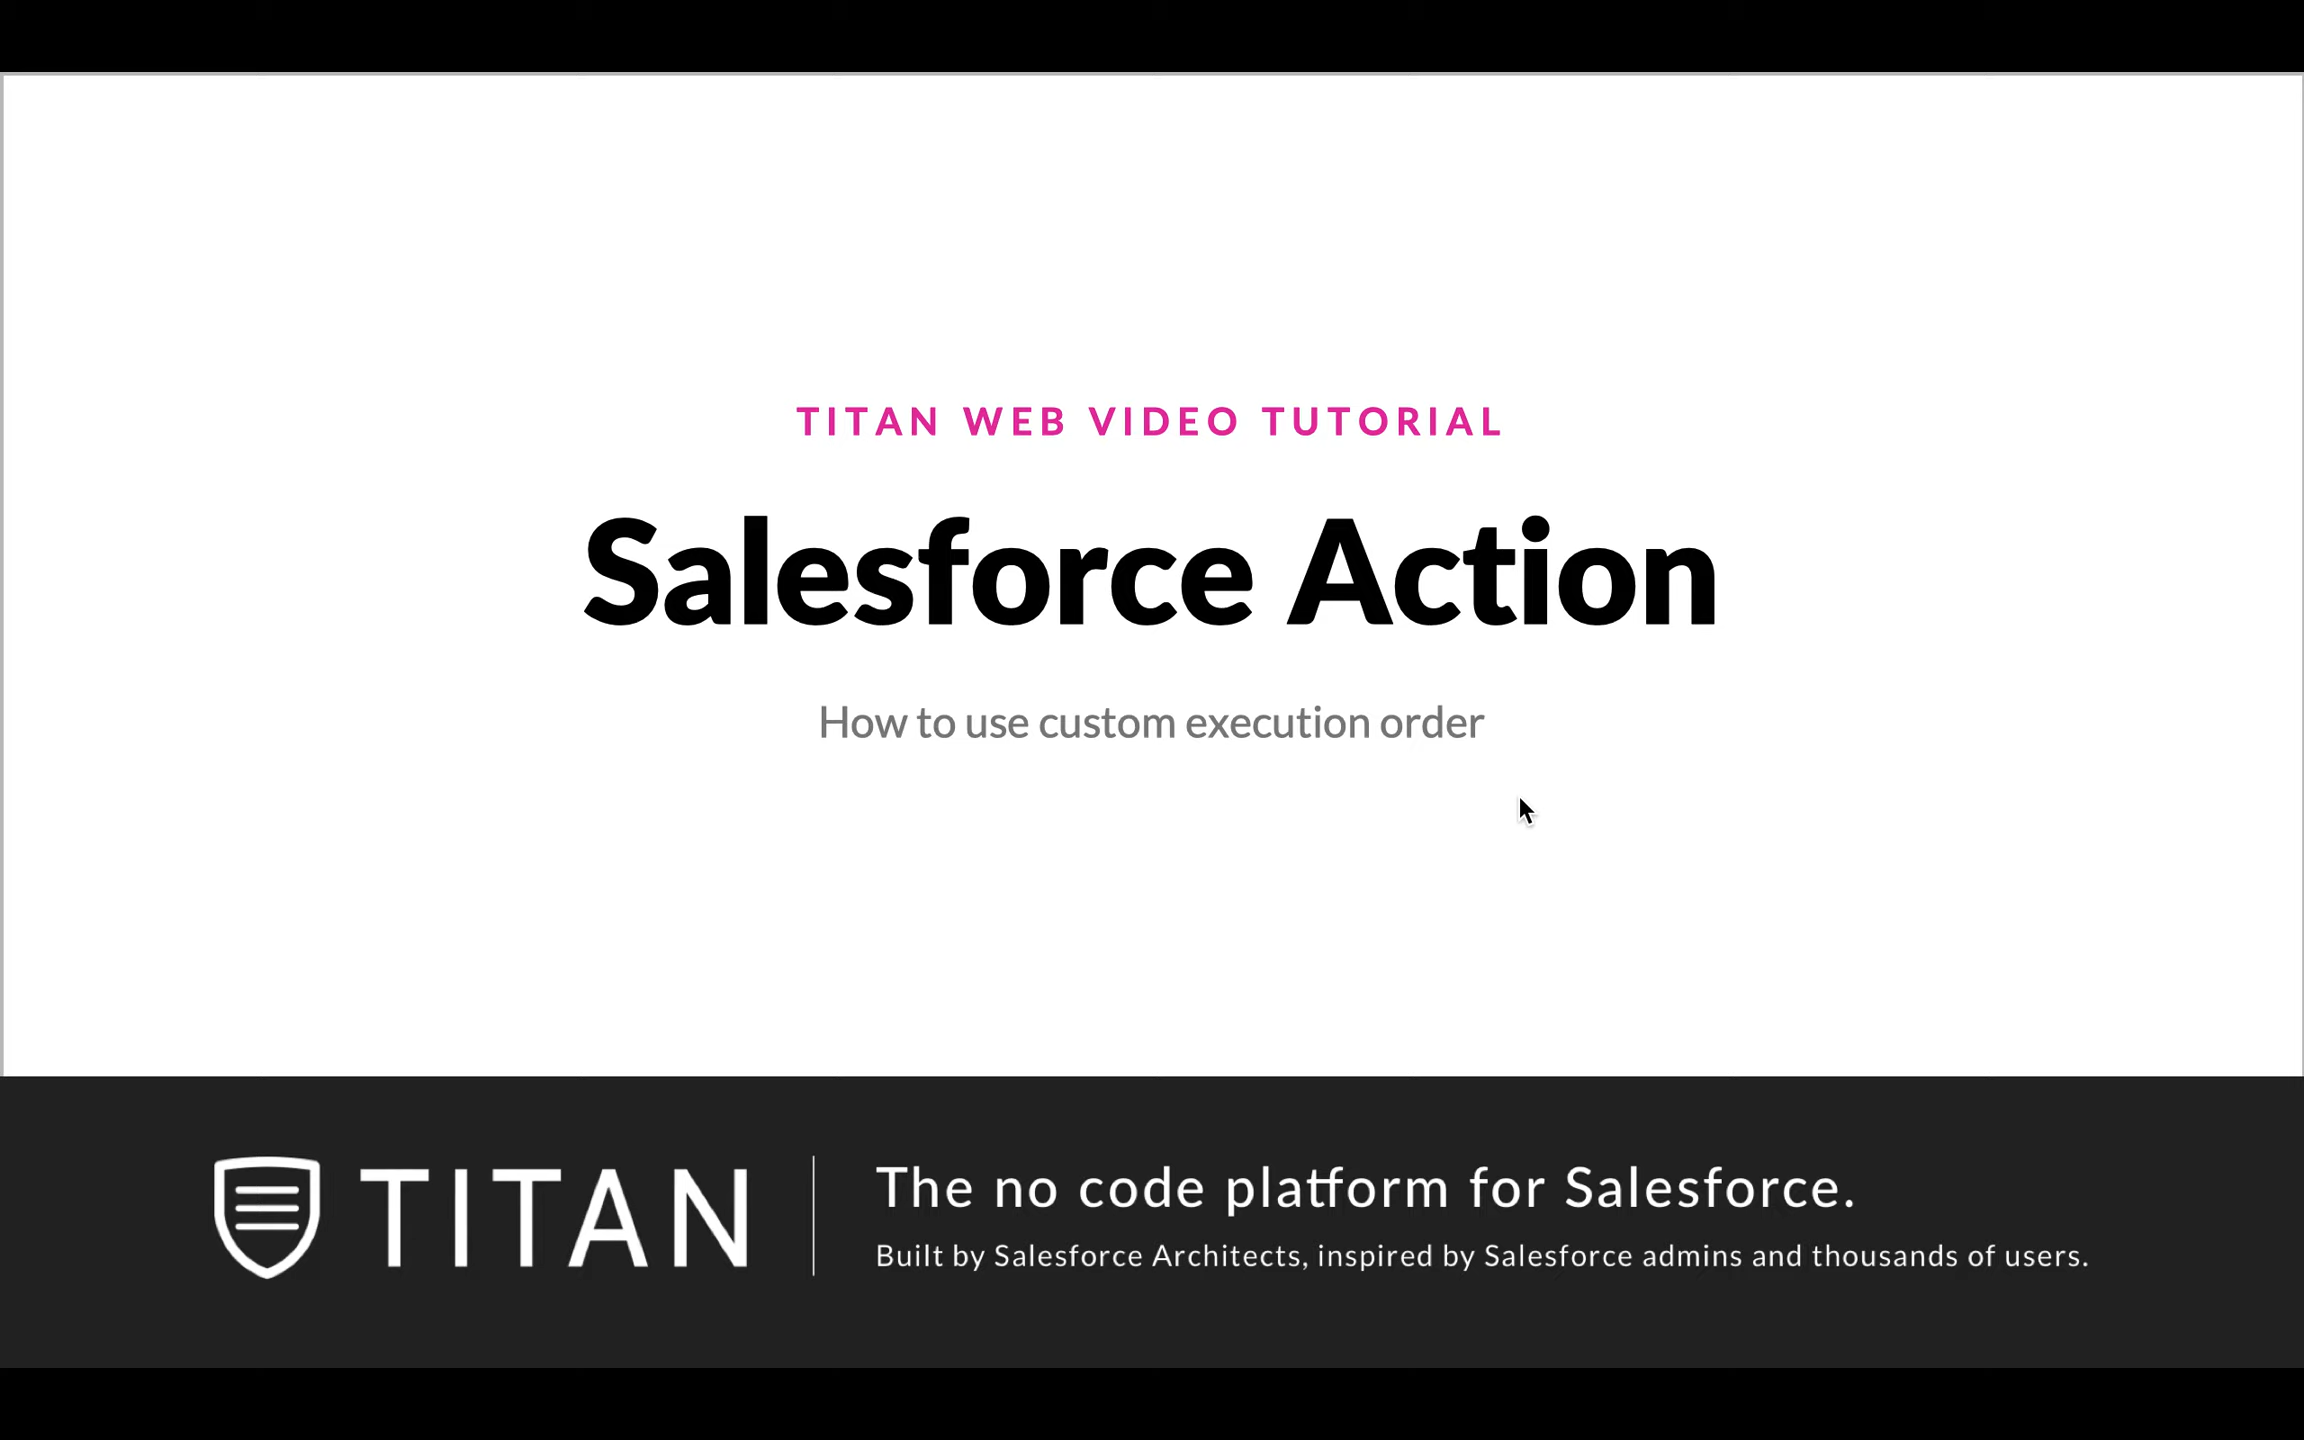 TITAN WEB VIDEO TUTORIAL
Salesforce Action
How to use custom execution order
TITAN
The no code platform for Salesforce.
Built by Salesforce Architects, inspired by Salesforce admins and thousands of users.